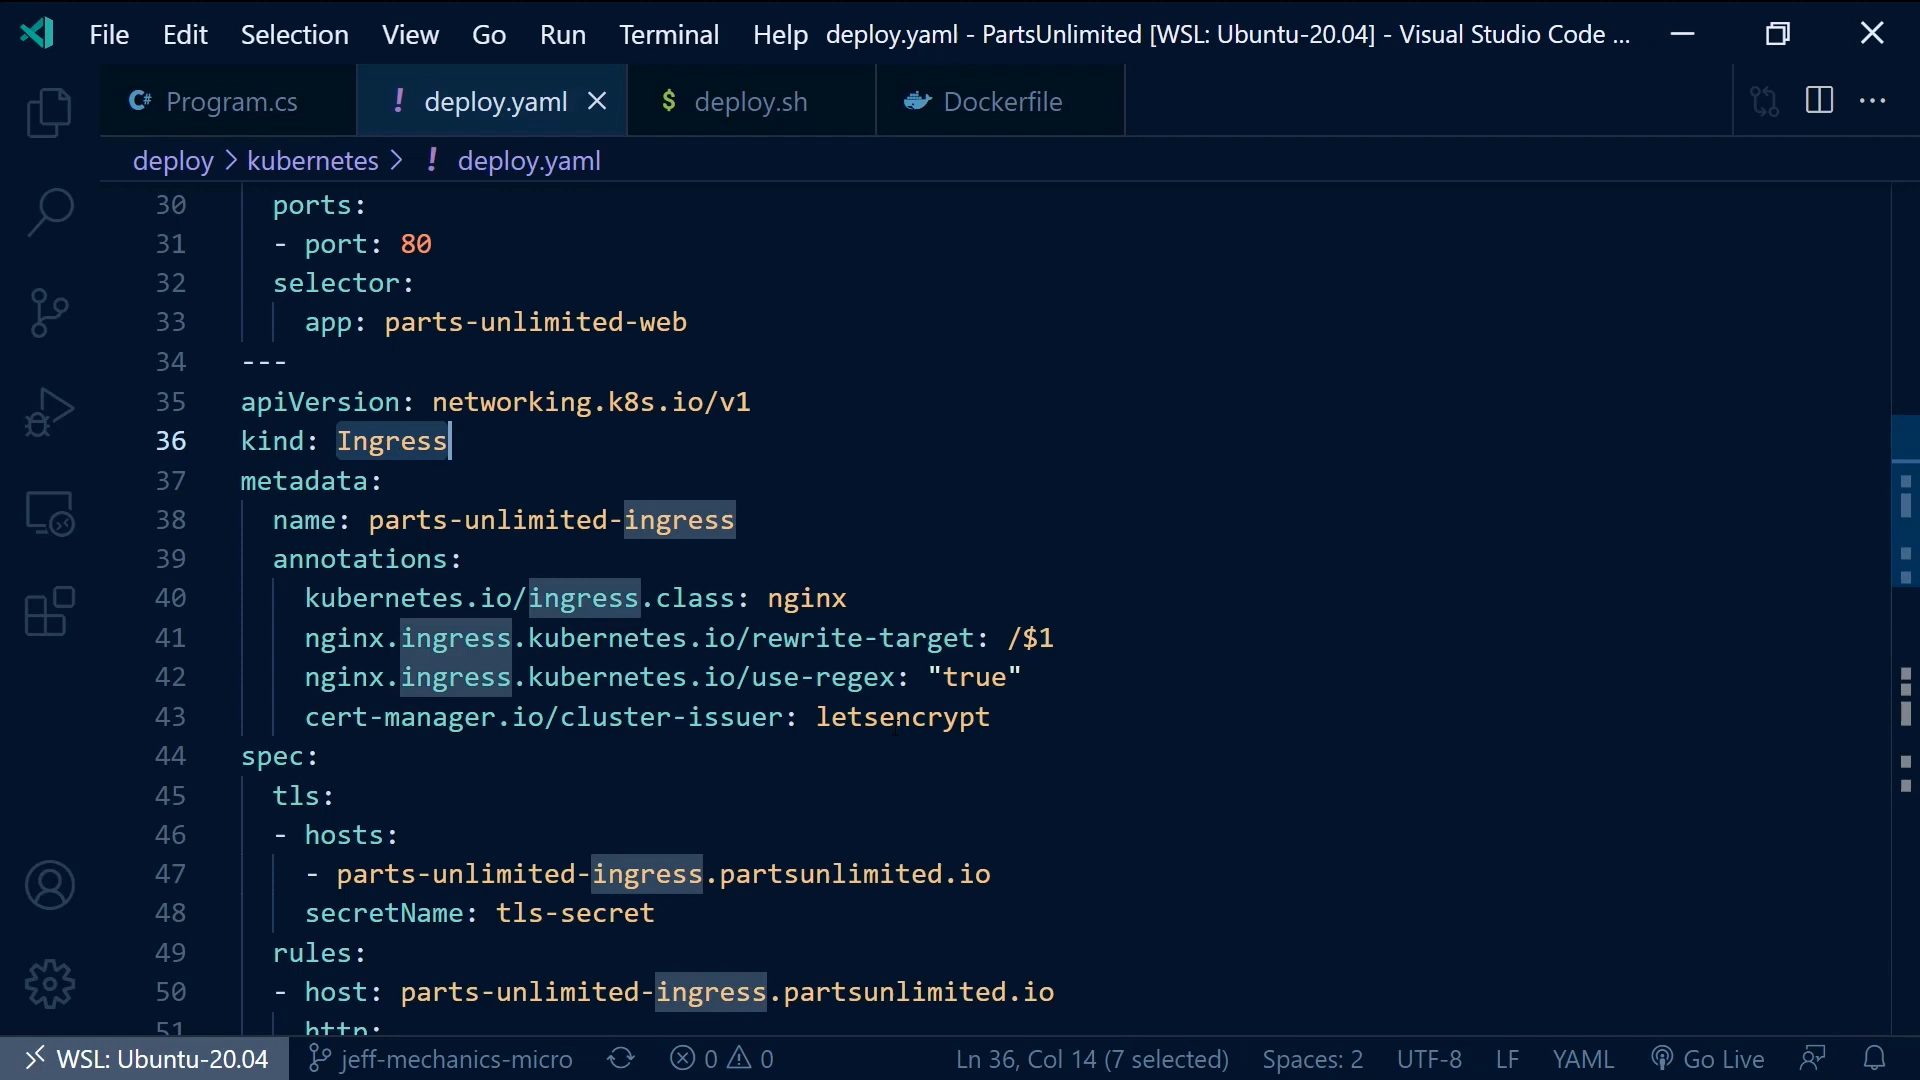 File Edit Selection View Go Run Terminal Help deploy.yaml - PartsUnlimited [WSL: Ubuntu-20.04] - Visual Studio Code ...
C# Program.cs ! deploy.yaml $ deploy.sh Dockerfile
deploy > kubernetes > ! deploy.yaml
30 ports:
31 - port: 80
32 selector:
33 app: parts-unlimited-web
34 ---
35 apiVersion: networking.k8s.io/v1
36 kind: Ingress
37 metadata:
38 name: parts-unlimited-ingress
39 annotations:
40 kubernetes.io/ingress.class: nginx
41 nginx.ingress.kubernetes.io/rewrite-target: /$1
42 nginx.ingress.kubernetes.io/use-regex: "true"
43 cert-manager.io/cluster-issuer: letsencrypt
44 spec:
45 tls:
46 - hosts:
47 - parts-unlimited-ingress.partsunlimited.io
48 secretName: tls-secret
49 rules:
50 - host: parts-unlimited-ingress.partsunlimited.io
51 http:
WSL: Ubuntu-20.04 jeff-mechanics-micro 0 0 Ln 36, Col 14 (7 selected) Spaces: 2 UTF-8 LF YAML Go Live